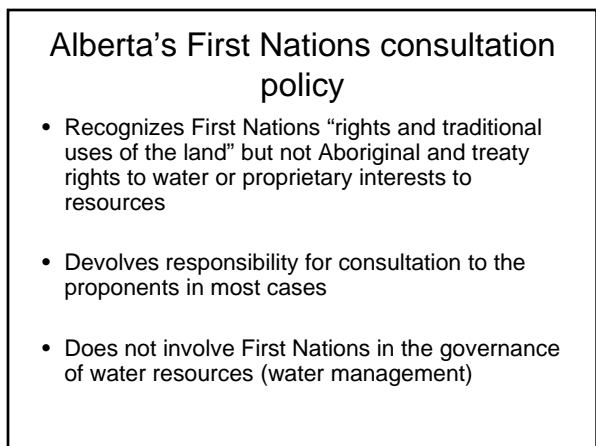 Alberta’s First Nations consultation
policy
• Recognizes First Nations “rights and traditional
uses of the land” but not Aboriginal and treaty
rights to water or proprietary interests to
resources
• Devolves responsibility for consultation to the
proponents in most cases
• Does not involve First Nations in the governance
of water resources (water management)